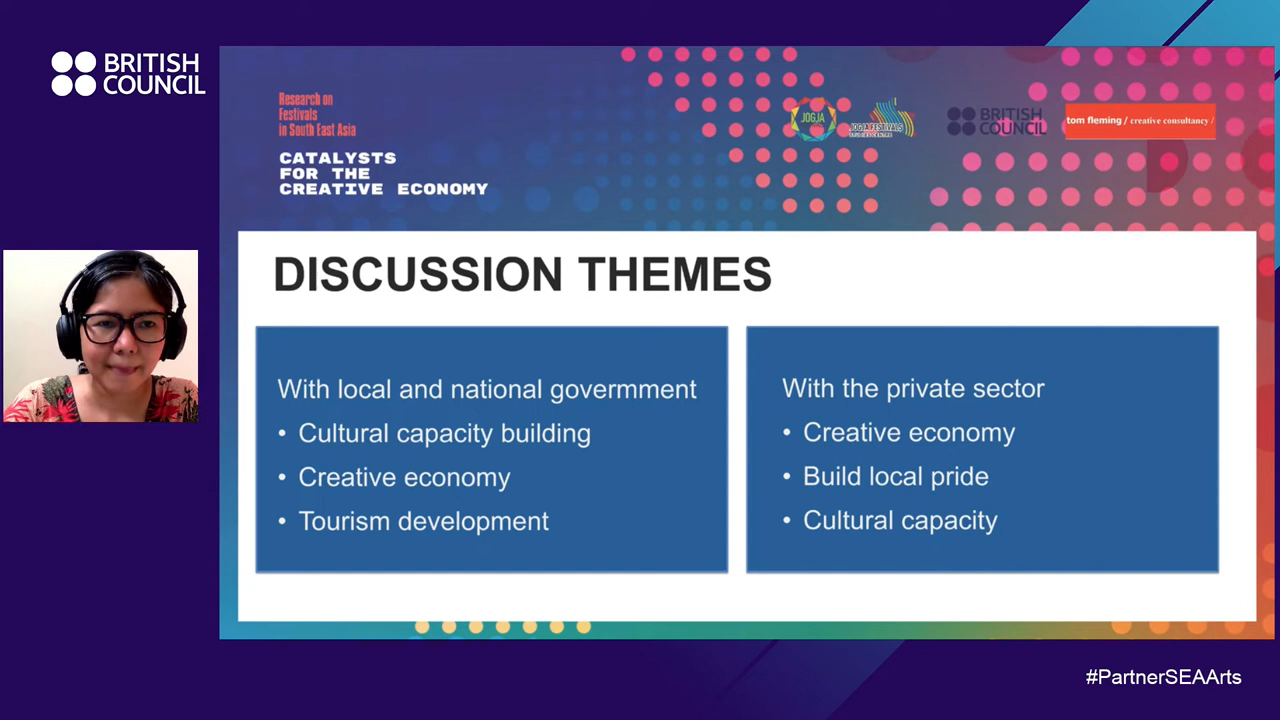 BRITISH
COUNCIL
Research on
Festivals
in South East Asia
CATALYSTS
FOR THE
CREATIVE ECONOMY
JOGJA
JOGJA FESTIVALS
BRITISH
COUNCIL
tom fleming / creative consultancy /
DISCUSSION THEMES
With local and national govermment
• Cultural capacity building
• Creative economy
• Tourism development
With the private sector
• Creative economy
• Build local pride
• Cultural capacity
#PartnerSEAArts